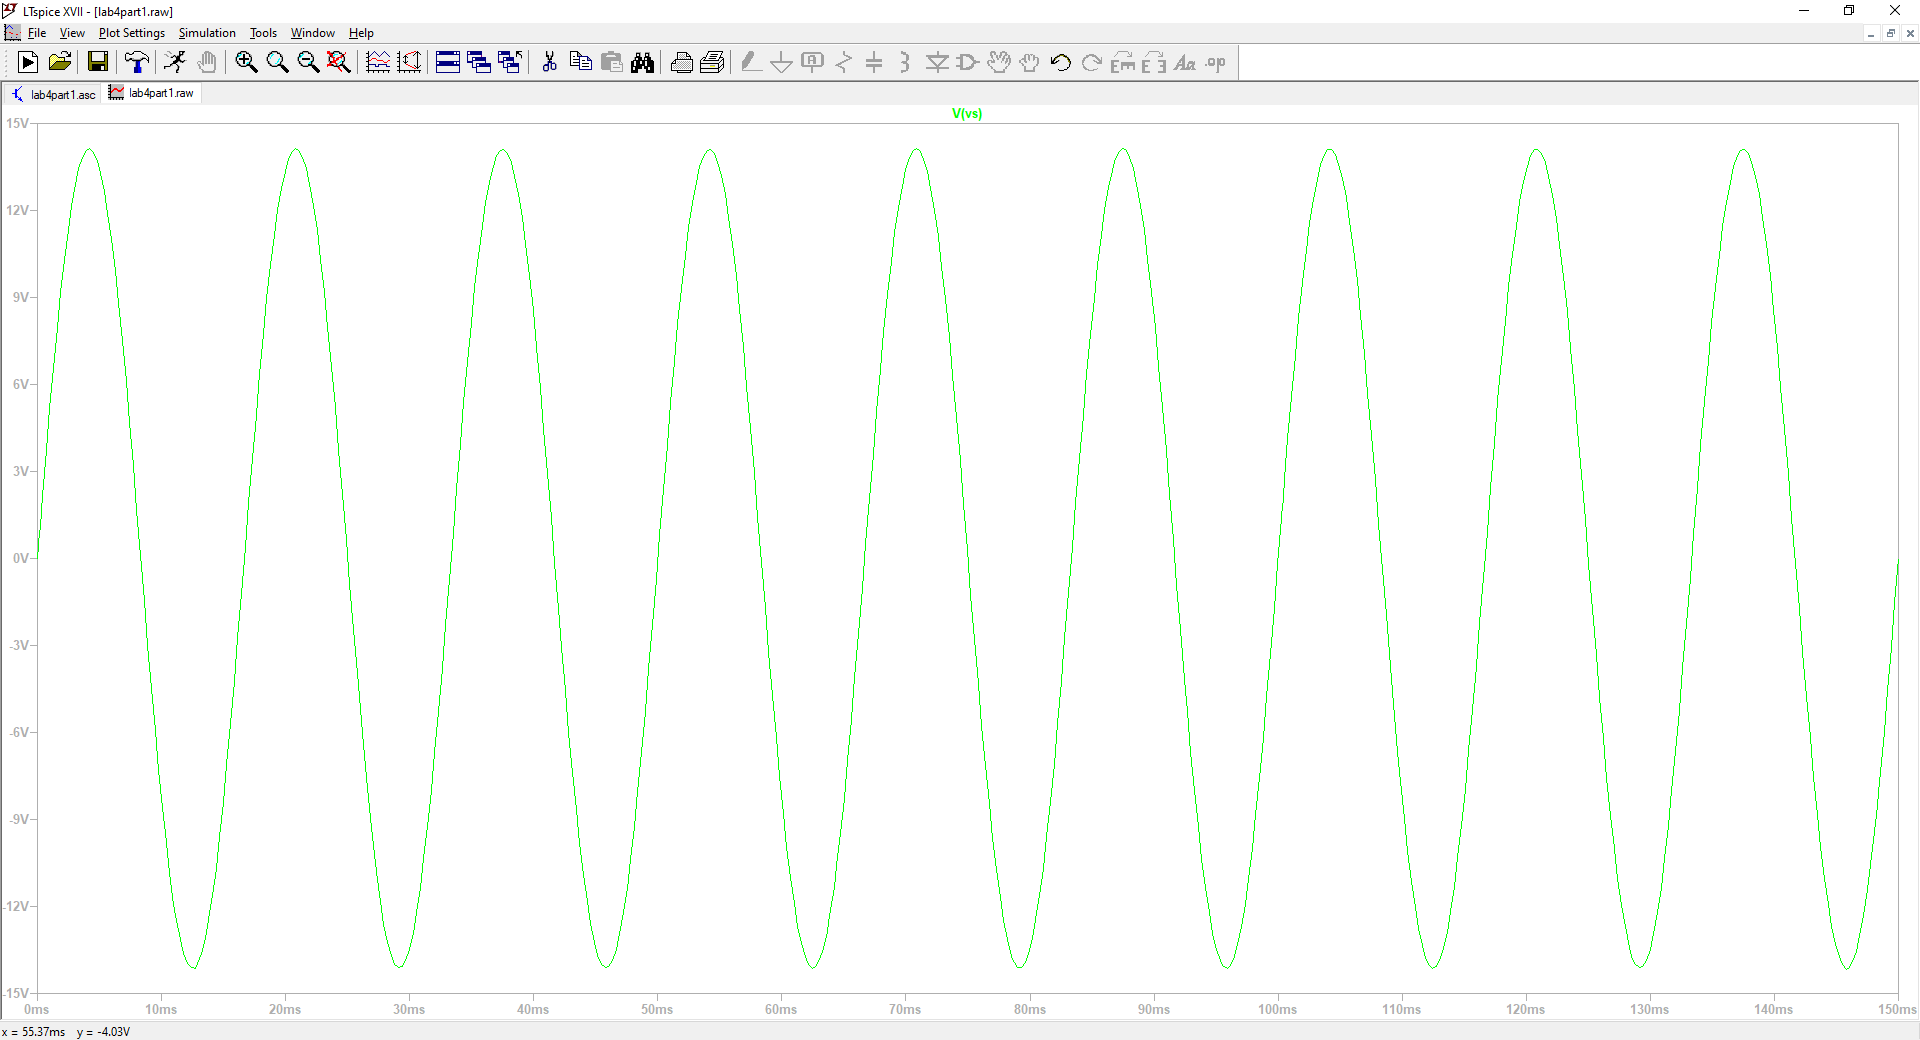 LTspice XVII - [lab4part1.raw]
File View Plot Settings Simulation Tools Window Help
A Aa .op
lab4part1.asc lab4part1.raw
V(vs)
15V
12V
9V
6V
3V
0V
-3V
-6V
-9V
-12V
-15V
0ms 10ms 20ms 30ms 40ms 50ms 60ms 70ms 80ms 90ms 100ms 110ms 120ms 130ms 140ms 150ms
x = 55.37ms y = -4.03V